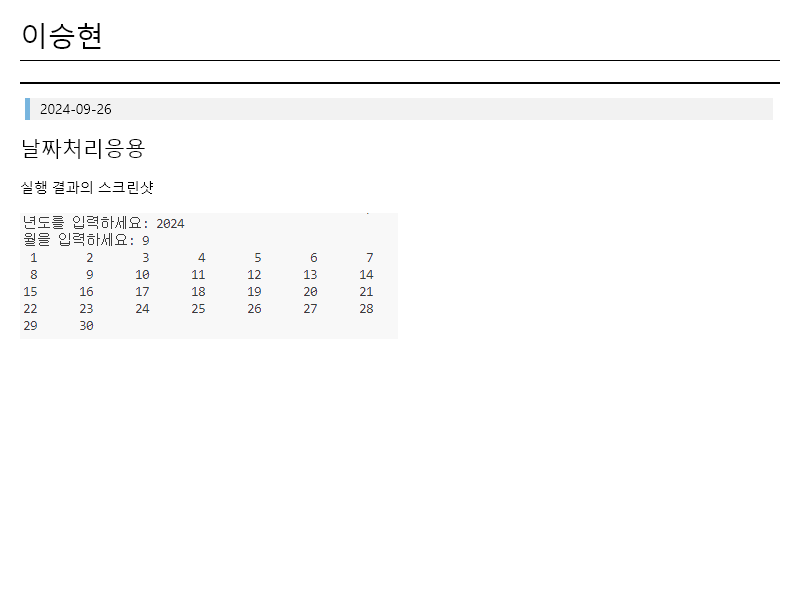 이승현
2024-09-26
날짜처리응용
실행 결과의 스크린샷
년도를 입력하세요: 2024
월을 입력하세요: 9
1 2 3 4 5 6 7
8 9 10 11 12 13 14
15 16 17 18 19 20 21
22 23 24 25 26 27 28
29 30